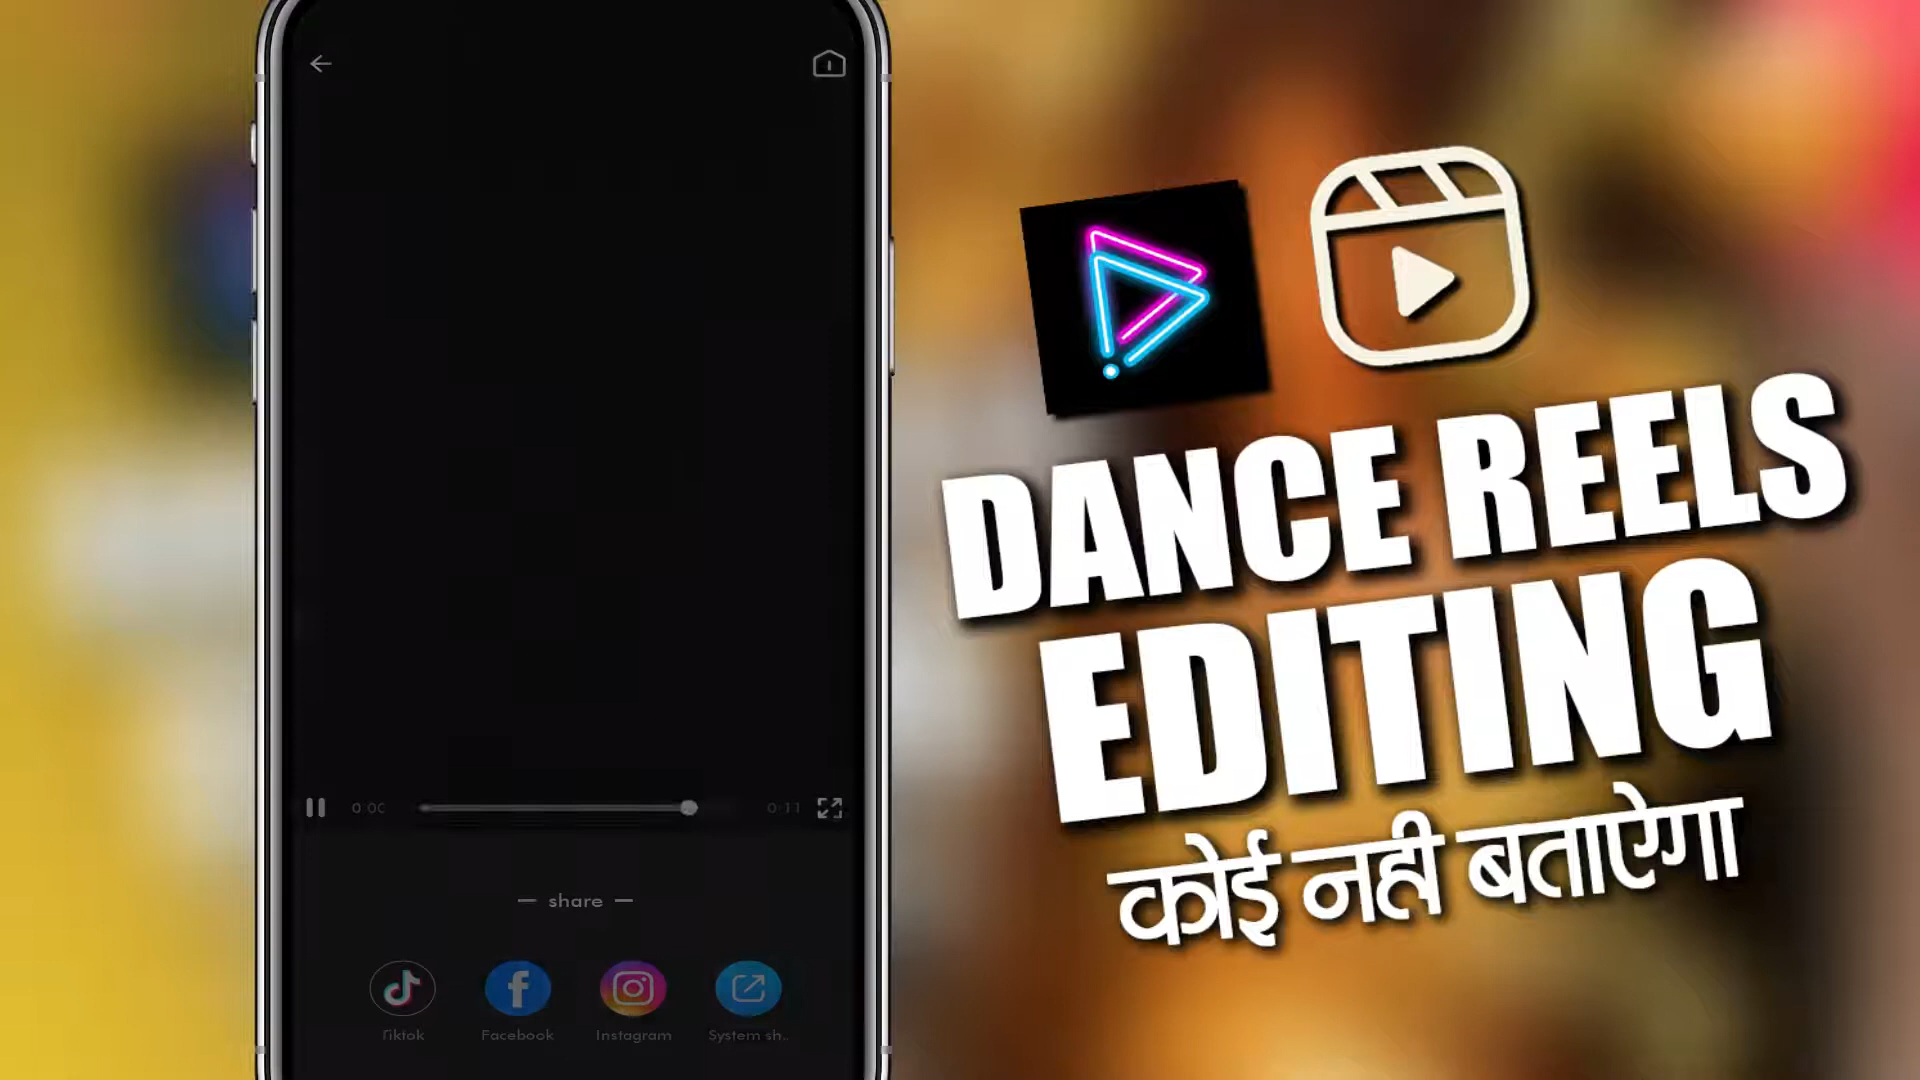 0:00
0:11
share
Tiktok
Facebook
Instagram
System sh..
DANCE REELS
EDITING
कोई नही बताऐगा